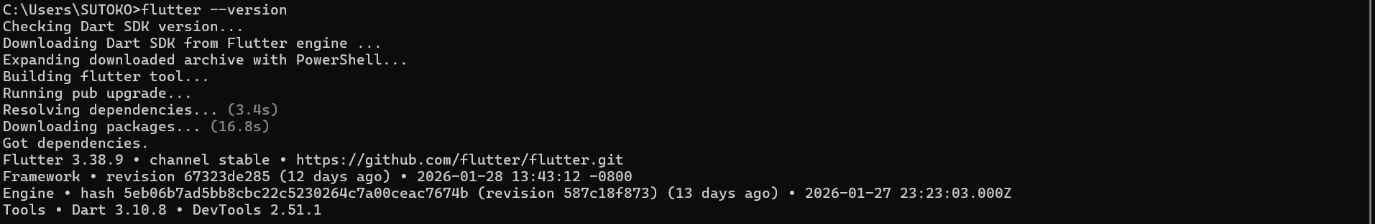 C:\Users\SUTOKO>flutter --version
Checking Dart SDK version...
Downloading Dart SDK from Flutter engine ...
Expanding downloaded archive with PowerShell...
Building flutter tool...
Running pub upgrade...
Resolving dependencies... (3.4s)
Downloading packages... (16.8s)
Got dependencies.
Flutter 3.38.9 • channel stable • https://github.com/flutter/flutter.git
Framework • revision 67323de285 (12 days ago) • 2026-01-28 13:43:12 -0800
Engine • hash 5eb06b7ad5bb8cbc22c5230264c7a00ceac7674b (revision 587c18f873) (13 days ago) • 2026-01-27 23:23:03.000Z
Tools • Dart 3.10.8 • DevTools 2.51.1